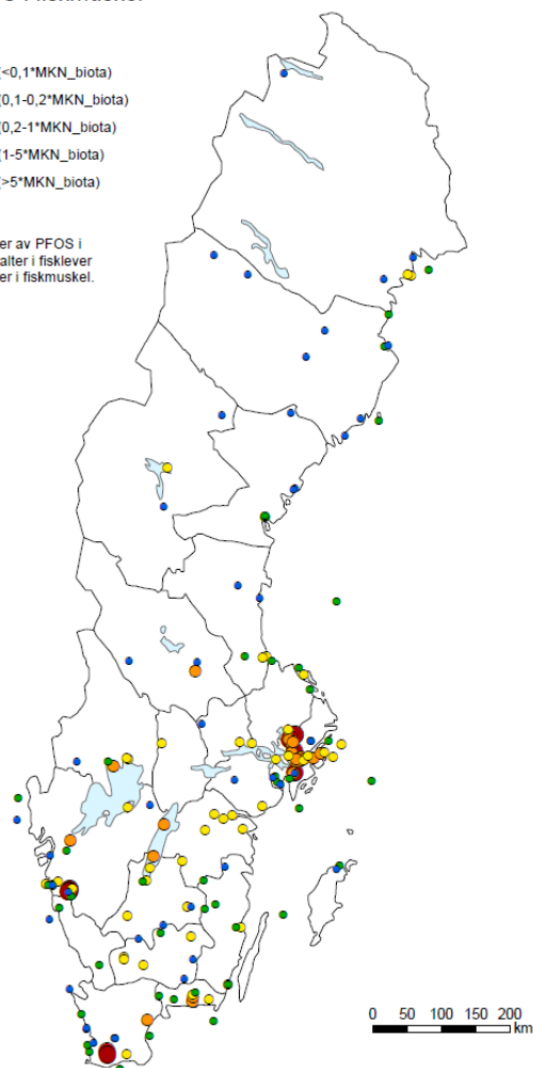 (<0,1*MKN_biota)
(0,1-0,2*MKN_biota)
(0,2-1*MKN_biota)
(1-5*MKN_biota)
(>5*MKN_biota)
er av PFOS i
alter i fisklever
er i fiskmuskel.
0 50 100 150 200
km